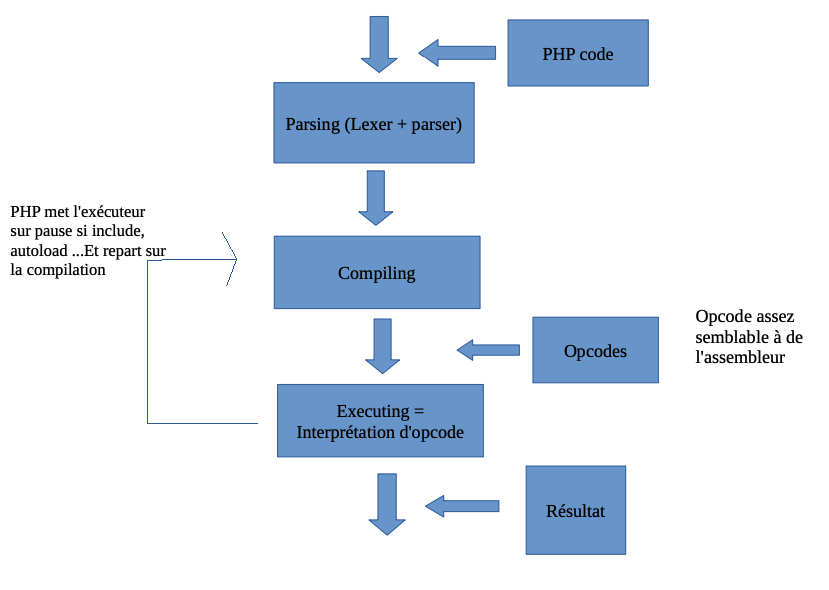 PHP code
Parsing (Lexer + parser)
PHP met l'exécuteur
sur pause si include,
autoload ...Et repart sur
la compilation
Compiling
Opcodes
Opcode assez
semblable à de
l'assembleur
Executing =
Interprétation d'opcode
Résultat